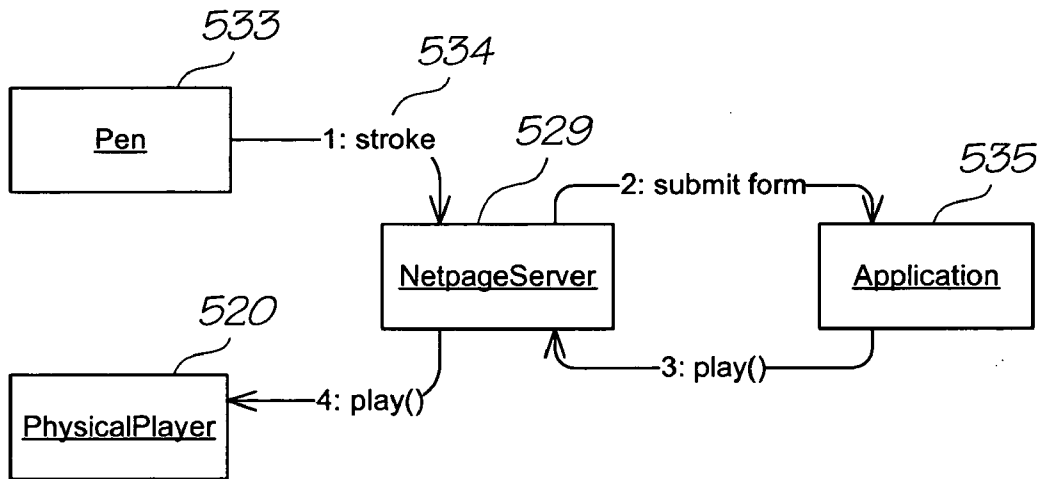 533
534
Pen
1: stroke
529
535
2: submit form
NetpageServer
Application
520
3: play()
4: play()
PhysicalPlayer